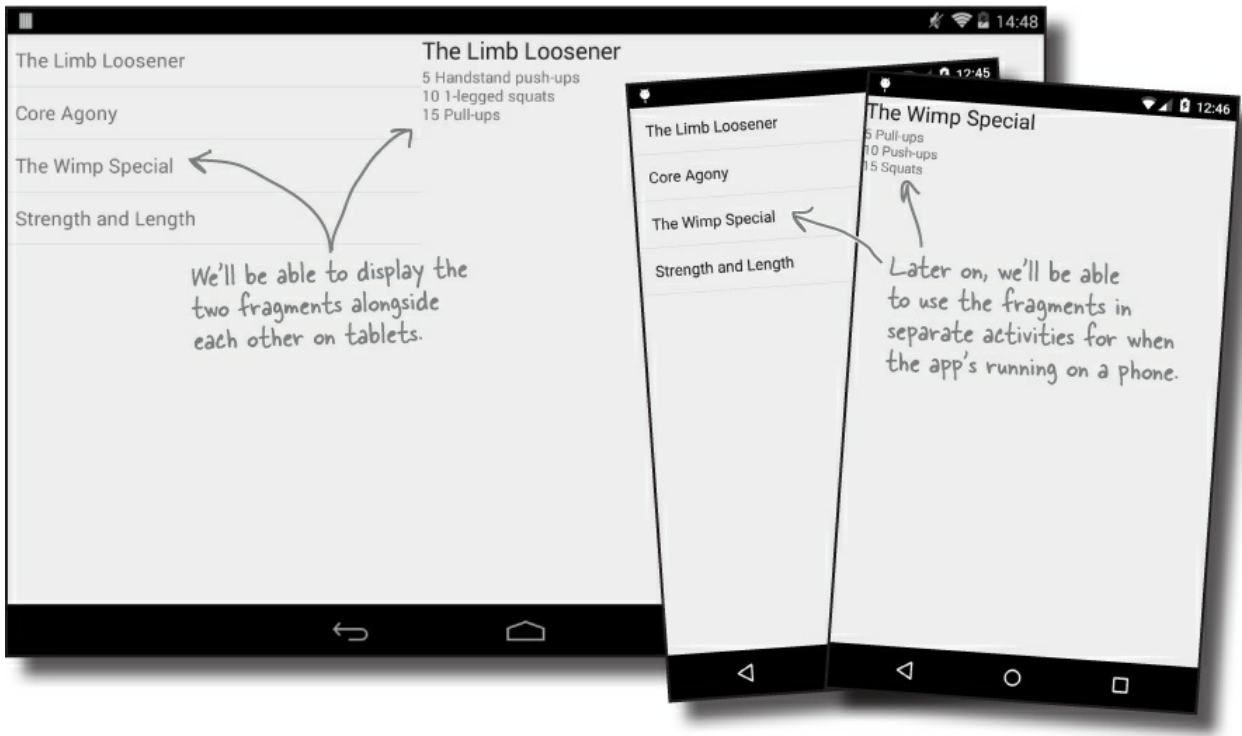 14:48
The Limb Loosener
Core Agony
The Wimp Special
Strength and Length
The Limb Loosener
5 Handstand push-ups
10 1-legged squats
15 Pull-ups
We'll be able to display the
two fragments alongside
each other on tablets.
12:45
The Limb Loosener
Core Agony
The Wimp Special
Strength and Length
12:46
The Wimp Special
5 Pull-ups
10 Push-ups
15 Squats
Later on, we'll be able
to use the fragments in
separate activities for when
the app's running on a phone.